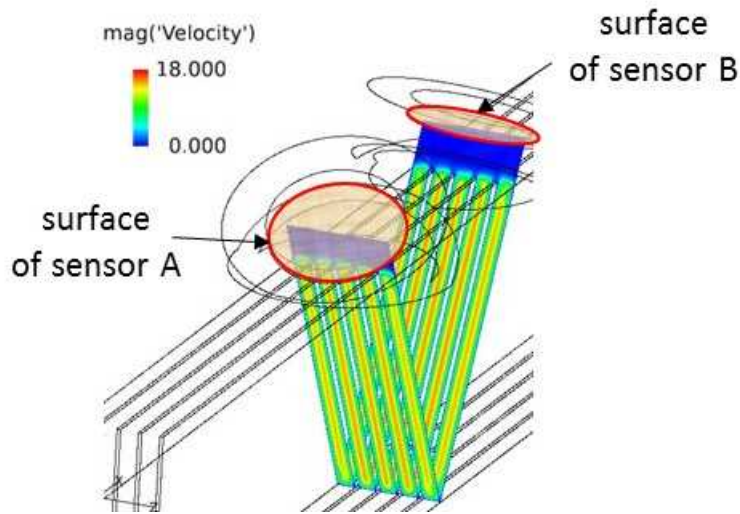 mag('Velocity')
18.000
0.000
surface
of sensor B
surface
of sensor A